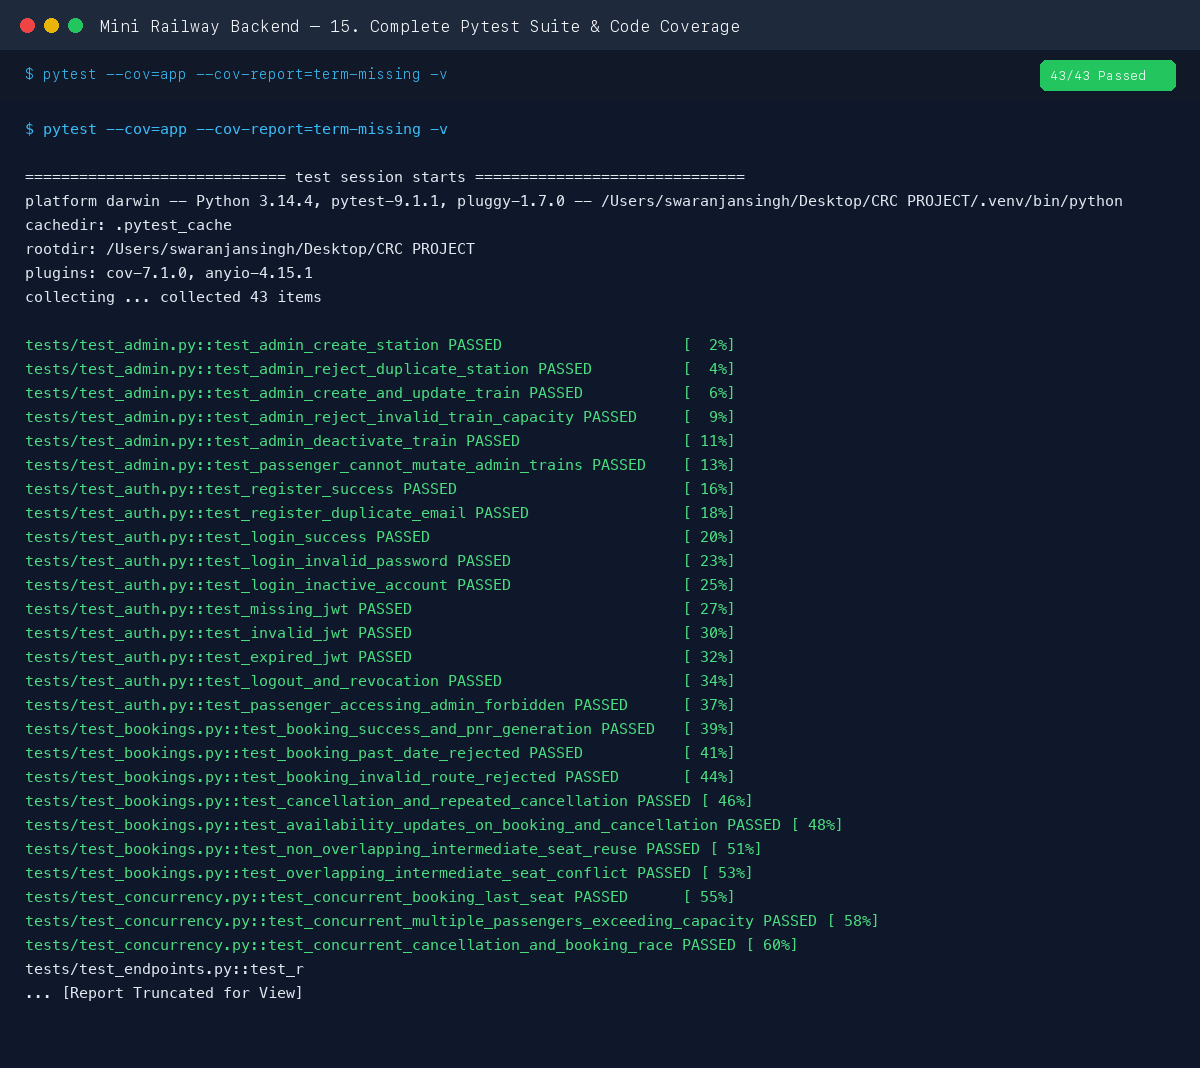 Mini Railway Backend — 15. Complete Pytest Suite & Code Coverage
$ pytest --cov=app --cov-report=term-missing -v
43/43 Passed
$ pytest --cov=app --cov-report=term-missing -v
============================= test session starts ==============================
platform darwin -- Python 3.14.4, pytest-9.1.1, pluggy-1.7.0 -- /Users/swaranjansingh/Desktop/CRC PROJECT/.venv/bin/python
cachedir: .pytest_cache
rootdir: /Users/swaranjansingh/Desktop/CRC PROJECT
plugins: cov-7.1.0, anyio-4.15.1
collecting ... collected 43 items
tests/test_admin.py::test_admin_create_station PASSED                    [  2%]
tests/test_admin.py::test_admin_reject_duplicate_station PASSED          [  4%]
tests/test_admin.py::test_admin_create_and_update_train PASSED           [  6%]
tests/test_admin.py::test_admin_reject_invalid_train_capacity PASSED     [  9%]
tests/test_admin.py::test_admin_deactivate_train PASSED                  [ 11%]
tests/test_admin.py::test_passenger_cannot_mutate_admin_trains PASSED    [ 13%]
tests/test_auth.py::test_register_success PASSED                         [ 16%]
tests/test_auth.py::test_register_duplicate_email PASSED                 [ 18%]
tests/test_auth.py::test_login_success PASSED                            [ 20%]
tests/test_auth.py::test_login_invalid_password PASSED                   [ 23%]
tests/test_auth.py::test_login_inactive_account PASSED                   [ 25%]
tests/test_auth.py::test_missing_jwt PASSED                              [ 27%]
tests/test_auth.py::test_invalid_jwt PASSED                              [ 30%]
tests/test_auth.py::test_expired_jwt PASSED                              [ 32%]
tests/test_auth.py::test_logout_and_revocation PASSED                    [ 34%]
tests/test_auth.py::test_passenger_accessing_admin_forbidden PASSED      [ 37%]
tests/test_bookings.py::test_booking_success_and_pnr_generation PASSED   [ 39%]
tests/test_bookings.py::test_booking_past_date_rejected PASSED           [ 41%]
tests/test_bookings.py::test_booking_invalid_route_rejected PASSED       [ 44%]
tests/test_bookings.py::test_cancellation_and_repeated_cancellation PASSED [ 46%]
tests/test_bookings.py::test_availability_updates_on_booking_and_cancellation PASSED [ 48%]
tests/test_bookings.py::test_non_overlapping_intermediate_seat_reuse PASSED [ 51%]
tests/test_bookings.py::test_overlapping_intermediate_seat_conflict PASSED [ 53%]
tests/test_concurrency.py::test_concurrent_booking_last_seat PASSED      [ 55%]
tests/test_concurrency.py::test_concurrent_multiple_passengers_exceeding_capacity PASSED [ 58%]
tests/test_concurrency.py::test_concurrent_cancellation_and_booking_race PASSED [ 60%]
tests/test_endpoints.py::test_r
... [Report Truncated for View]